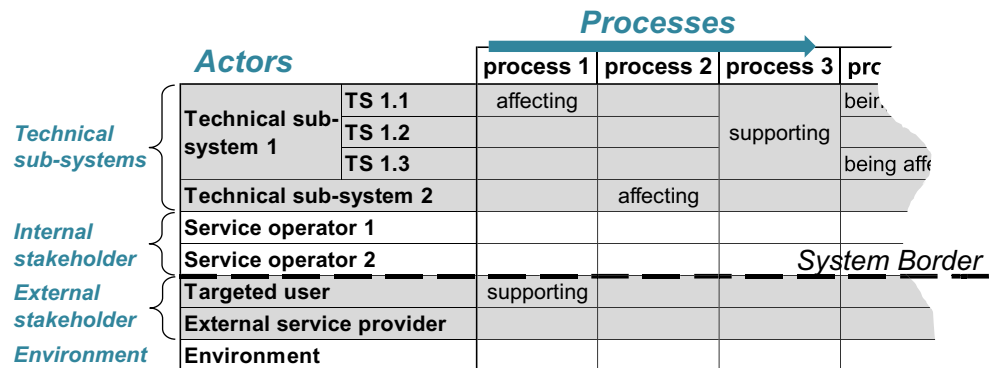 Processes
Actors
process 1 process 2 process 3
Technical sub-systems
Technical sub-
system 1
TS 1.1 affecting
TS 1.2 supporting
TS 1.3 being
Technical sub-system 2 affecting
Internal
stakeholder
Service operator 1
Service operator 2
System Border
External
stakeholder
Targeted user supporting
External service provider
Environment Environment